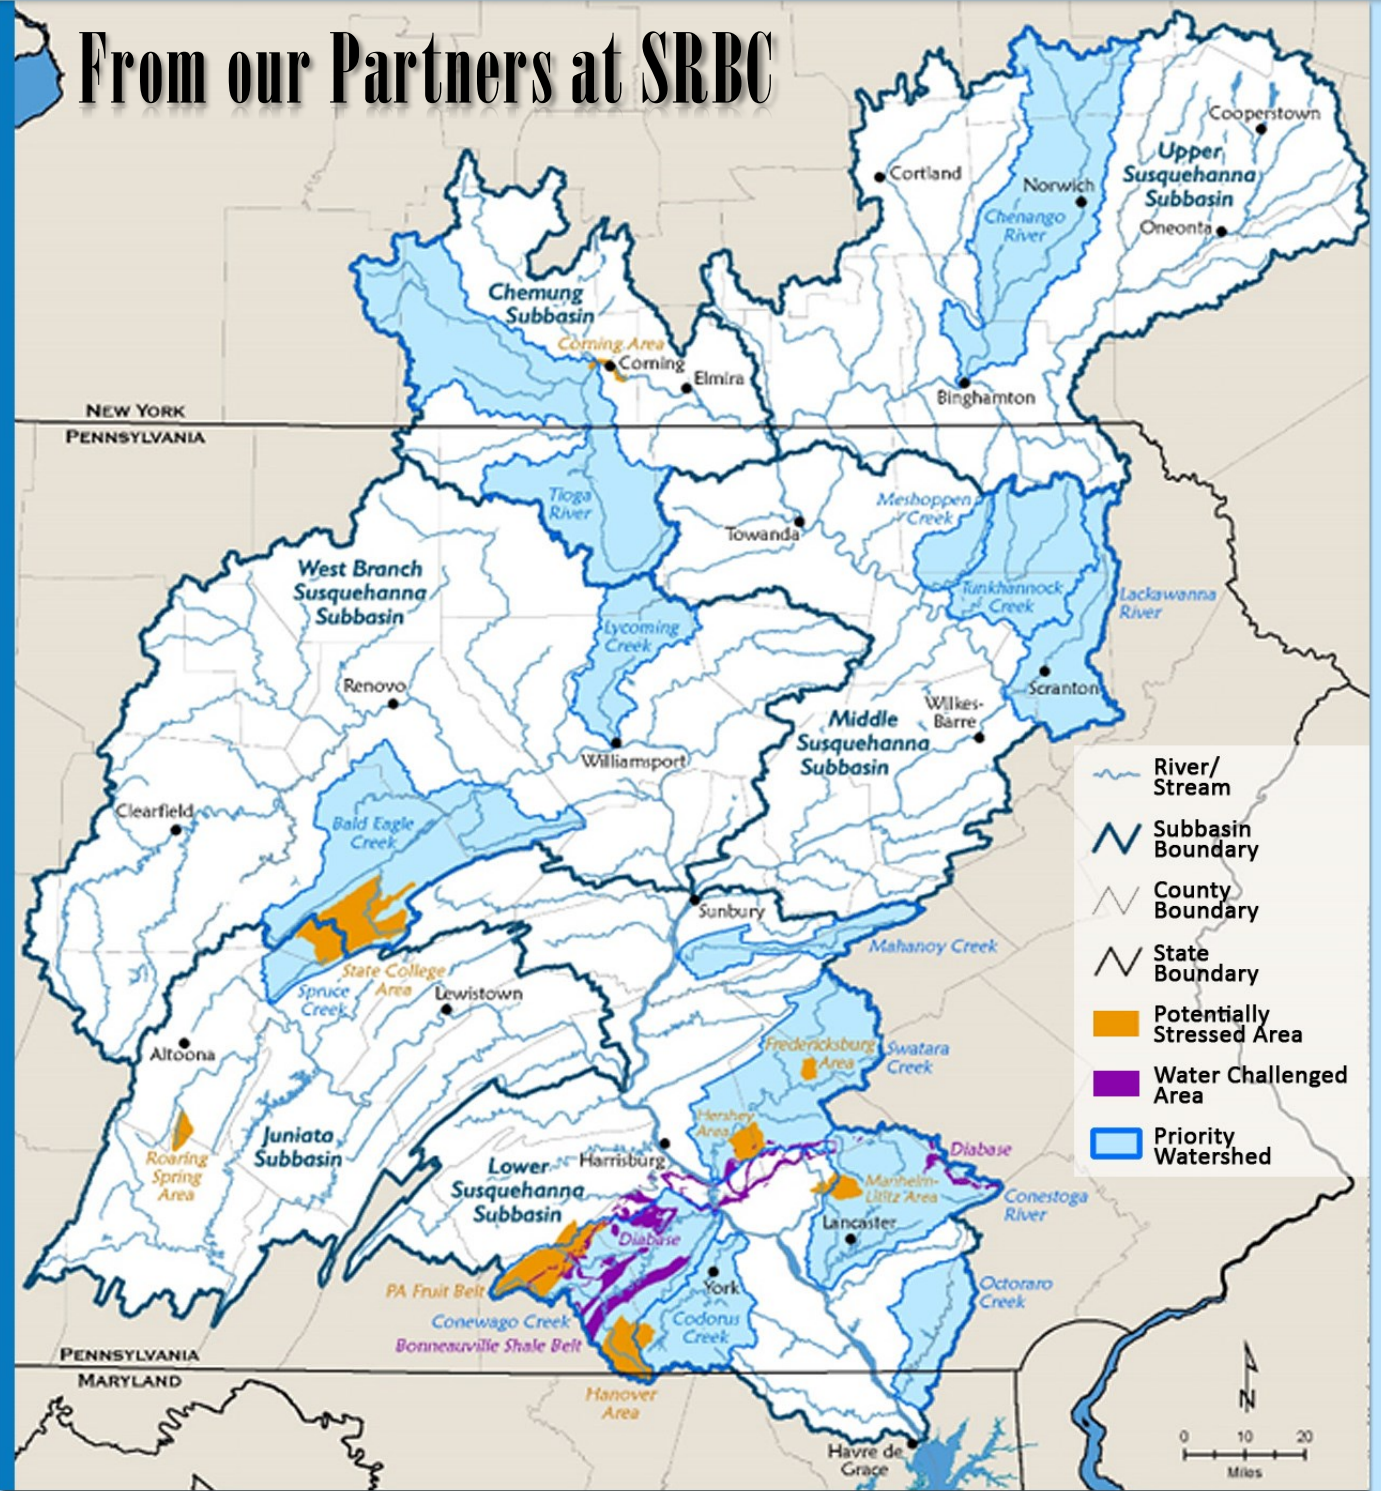 From our Partners at SRBC
Cooperstown
Upper
Susquehanna
Subbasin
Cortland
Norwich
Chenango
River
Oneonta
Chemung
Subbasin
Corning Area
Corning
Elmira
Binghamton
NEW YORK
PENNSYLVANIA
Tioga
River
Towanda
Meshoppen
Creek
West Branch
Susquehanna
Subbasin
Tunkhannock
Creek
Lackawanna
River
Lycoming
Creek
Renovo
Scranton
Wilkes-
Barre
Middle
Susquehanna
Subbasin
Williamsport
Clearfield
Bald Eagle
Creek
Sunbury
Mahanoy Creek
State College
Area
Spruce
Creek
Lewistown
Altoona
Fredericksburg
Area
Swatara
Creek
Hershey
Area
Juniata
Subbasin
Roaring
Spring
Area
Harrisburg
Lower
Susquehanna
Subbasin
Diabase
Manheim-
Lititz Area
Conestoga
River
Lancaster
Diabase
PA Fruit Belt
York
Octoraro
Creek
Conewago Creek
Codorus
Creek
Bonneauville Shale Belt
PENNSYLVANIA
MARYLAND
Hanover
Area
Havre de
Grace
River/
Stream
Subbasin
Boundary
County
Boundary
State
Boundary
Potentially
Stressed Area
Water Challenged
Area
Priority
Watershed
N
0 10 20
Miles